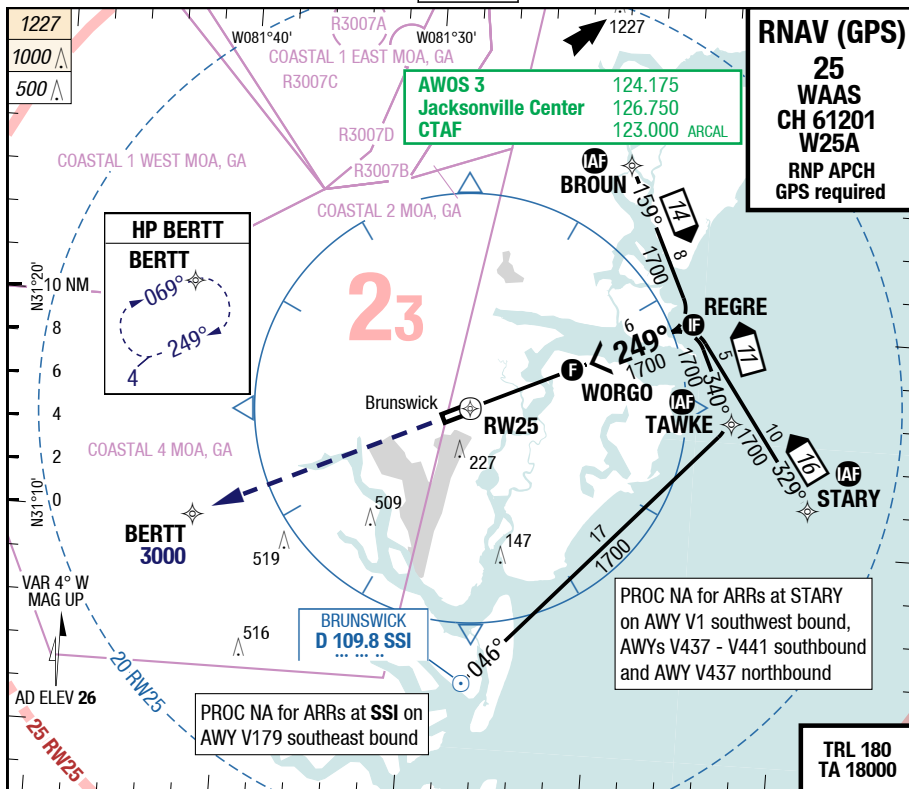 1227
1000
500
R3007A
W081°40'
W081°30'
1227
COASTAL 1 EAST MOA, GA
R3007C
RNAV (GPS)
25
WAAS
CH 61201
W25A
RNP APCH
GPS required
AWOS 3 124.175
Jacksonville Center 126.750
CTAF 123.000 ARCAL
R3007D
R3007B
COASTAL 1 WEST MOA, GA
COASTAL 2 MOA, GA
IAF
BROUN
159°
14
8
1700
HP BERTT
BERTT
069°
249°
4
N31°20'
10 NM
8
6
4
2
0
N31°10'
23
REGRE
IF
6
249°
1700
F
WORGO
11
5
1700
340°
IAF
TAWKE
10
1700
329°
16
IAF
STARY
Brunswick
RW25
COASTAL 4 MOA, GA
227
509
519
147
516
BERTT
3000
17
1700
046°
VAR 4° W
MAG UP
AD ELEV 26
20 RW25
25 RW25
BRUNSWICK
D 109.8 SSI
PROC NA for ARRs at STARY
on AWY V1 southwest bound,
AWYs V437 - V441 southbound
and AWY V437 northbound
PROC NA for ARRs at SSI on
AWY V179 southeast bound
TRL 180
TA 18000